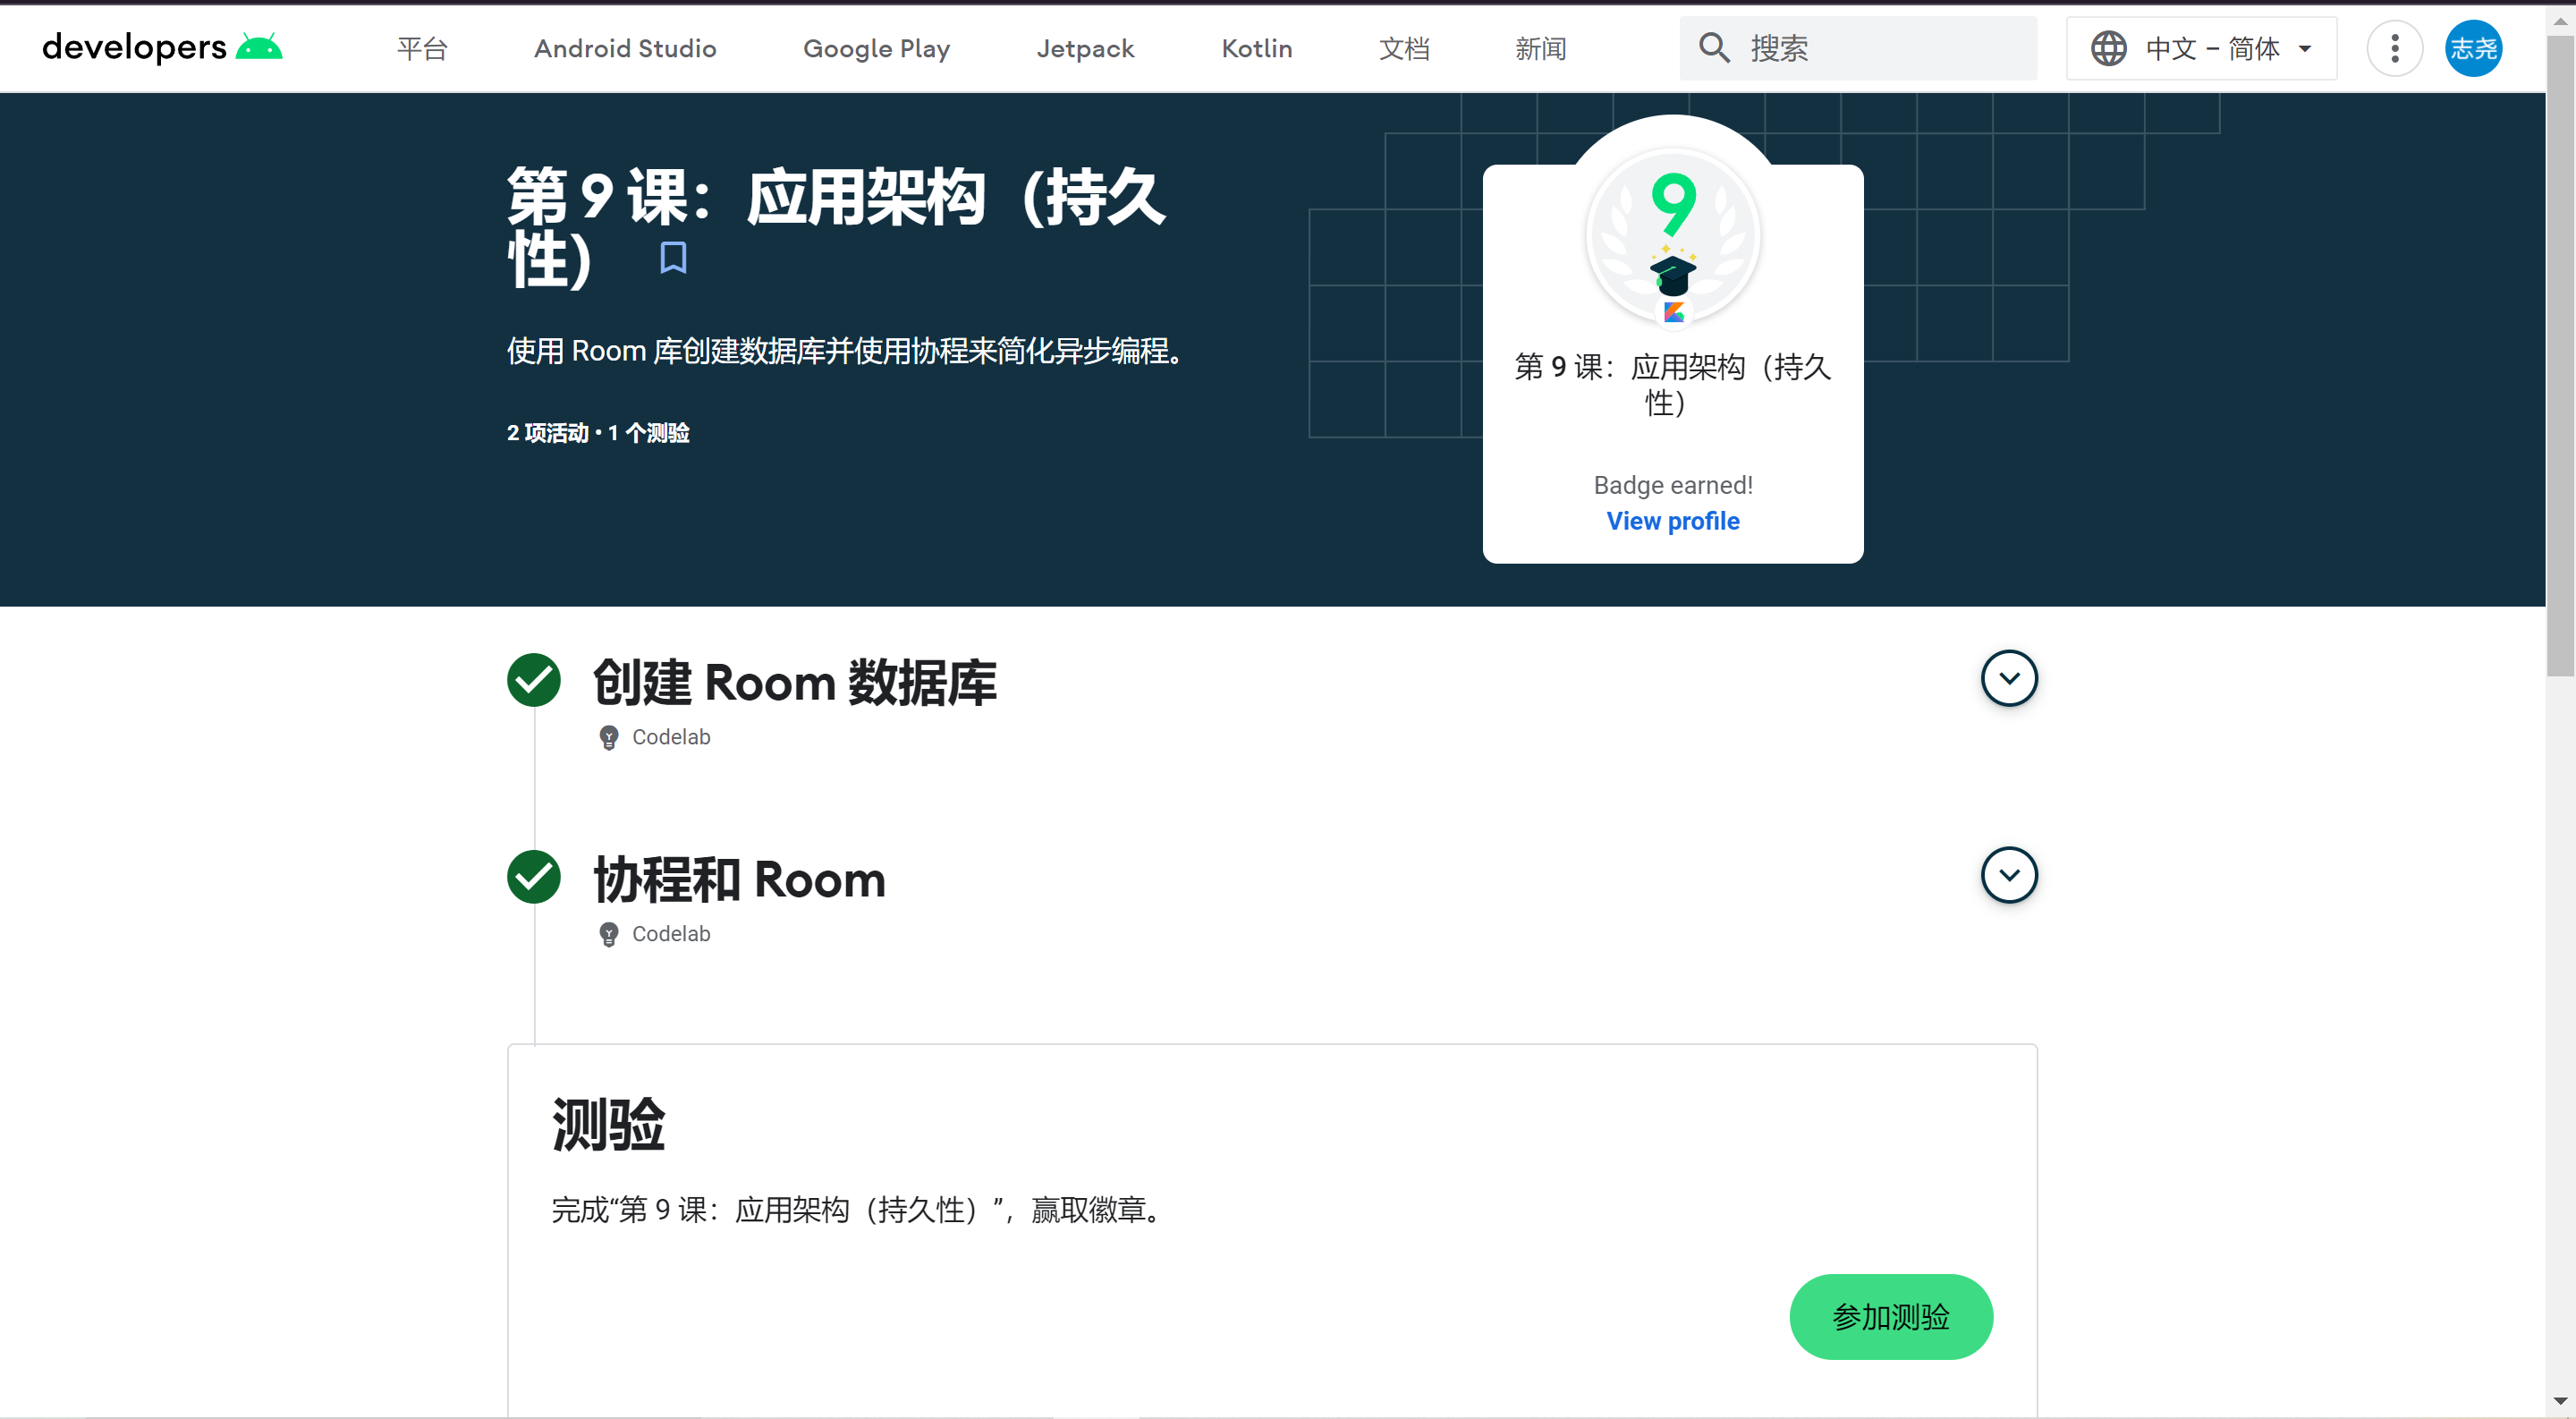 developers
平台
Android Studio
Google Play
Jetpack
Kotlin
文档
新闻
搜索
中文 – 简体
志尧
第 9 课：应用架构（持久
性）
使用 Room 库创建数据库并使用协程来简化异步编程。
2 项活动 • 1 个测验
9
第 9 课：应用架构（持久
性）
Badge earned!
View profile
创建 Room 数据库
Codelab
协程和 Room
Codelab
测验
完成“第 9 课：应用架构（持久性）”，赢取徽章。
参加测验